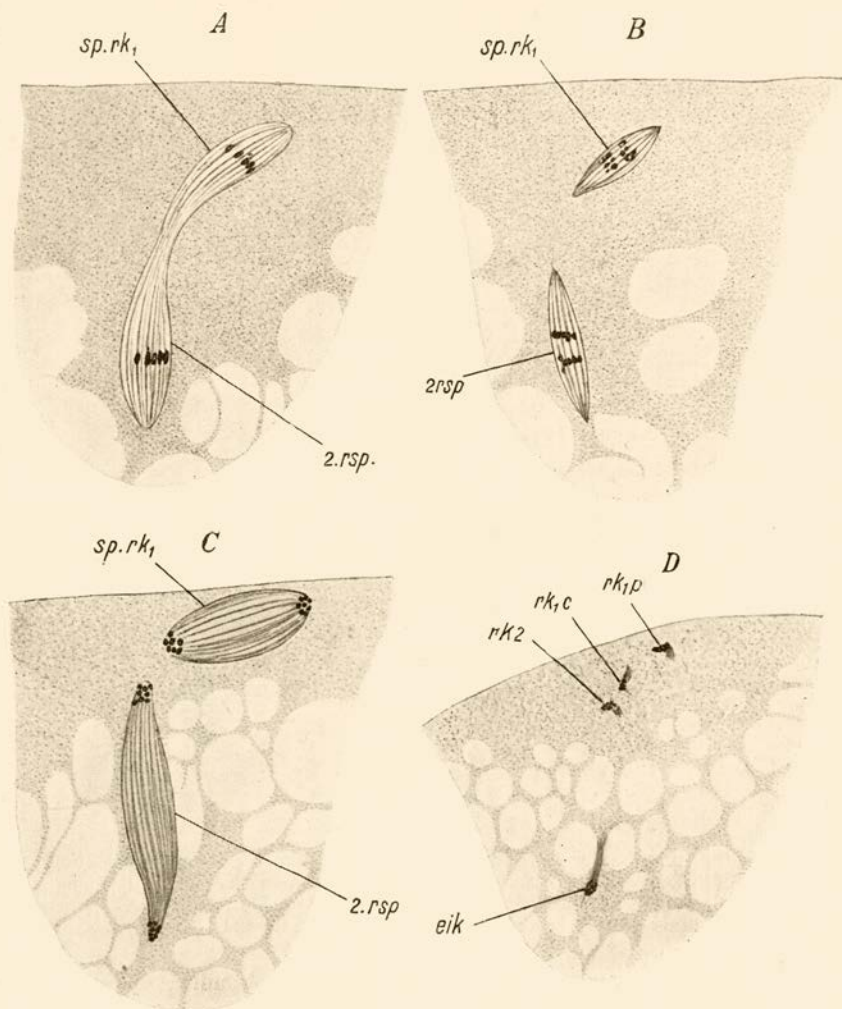 A
sp.rk₁
2.rsp.
B
sp.rk₁
2rsp
C
sp.rk₁
2.rsp
D
rk₁p
rk₁c
rk2
eik